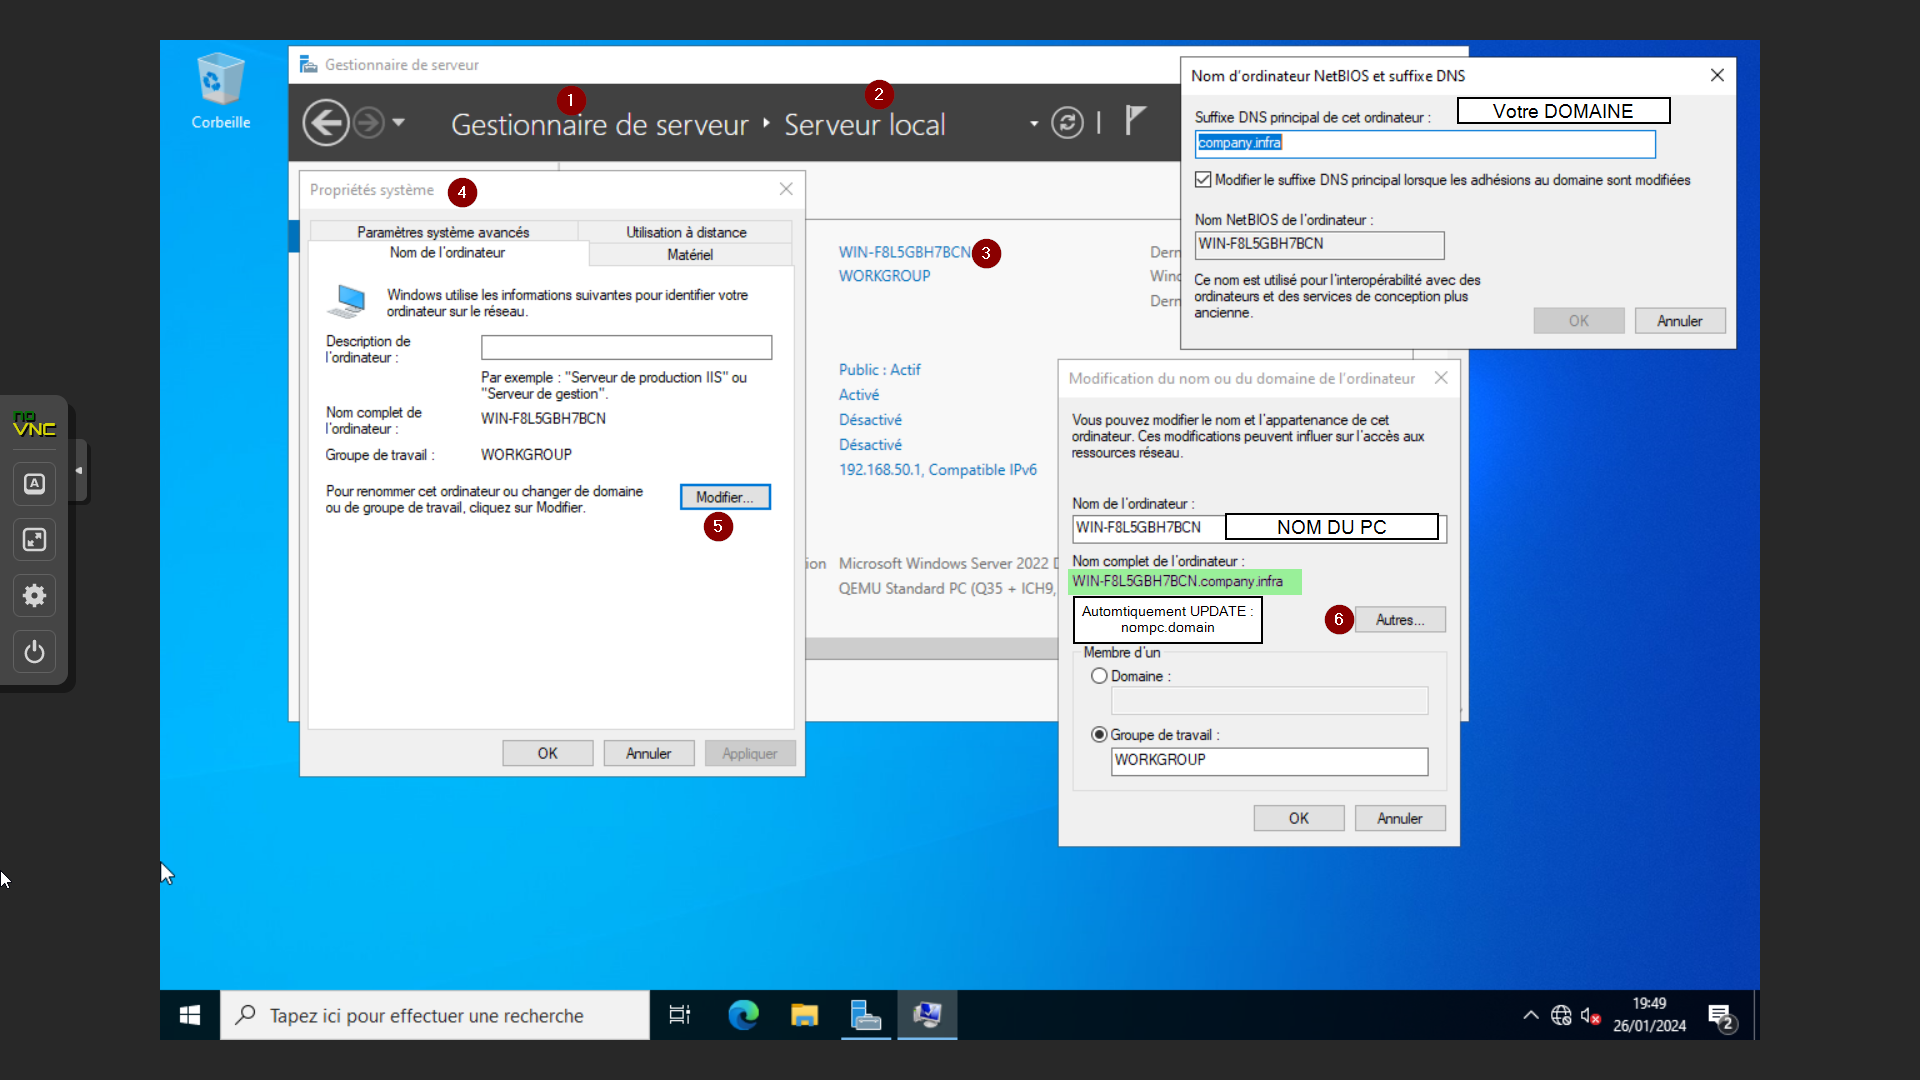 Corbeille
Gestionnaire de serveur
1
2
Gestionnaire de serveur
Serveur local
Propriétés système
4
Paramètres système avancés
Utilisation à distance
Nom de l'ordinateur
Matériel
Windows utilise les informations suivantes pour identifier votre
ordinateur sur le réseau.
Description de
l'ordinateur :
Par exemple : "Serveur de production IIS" ou
"Serveur de gestion".
Nom complet de
l'ordinateur :
WIN-F8L5GBH7BCN
Groupe de travail :
WORKGROUP
Pour renommer cet ordinateur ou changer de domaine
ou de groupe de travail, cliquez sur Modifier.
Modifier...
5
OK
Annuler
Appliquer
WIN-F8L5GBH7BCN
3
WORKGROUP
Dern
Wind
Dern
Public : Actif
Activé
Désactivé
Désactivé
192.168.50.1, Compatible IPv6
ion
Microsoft Windows Server 2022 D
QEMU Standard PC (Q35 + ICH9,
Nom d'ordinateur NetBIOS et suffixe DNS
Suffixe DNS principal de cet ordinateur :
Votre DOMAINE
company.infra
Modifier le suffixe DNS principal lorsque les adhésions au domaine sont modifiées
Nom NetBIOS de l'ordinateur :
WIN-F8L5GBH7BCN
Ce nom est utilisé pour l'interopérabilité avec des
ordinateurs et des services de conception plus
ancienne.
OK
Annuler
Modification du nom ou du domaine de l'ordinateur
Vous pouvez modifier le nom et l'appartenance de cet
ordinateur. Ces modifications peuvent influer sur l'accès aux
ressources réseau.
Nom de l'ordinateur :
WIN-F8L5GBH7BCN
NOM DU PC
Nom complet de l'ordinateur :
WIN-F8L5GBH7BCN.company.infra
Automtiquement UPDATE :
nompc.domain
6
Autres...
Membre d'un
Domaine :
Groupe de travail :
WORKGROUP
OK
Annuler
no
VNC
A
Tapez ici pour effectuer une recherche
19:49
26/01/2024
2